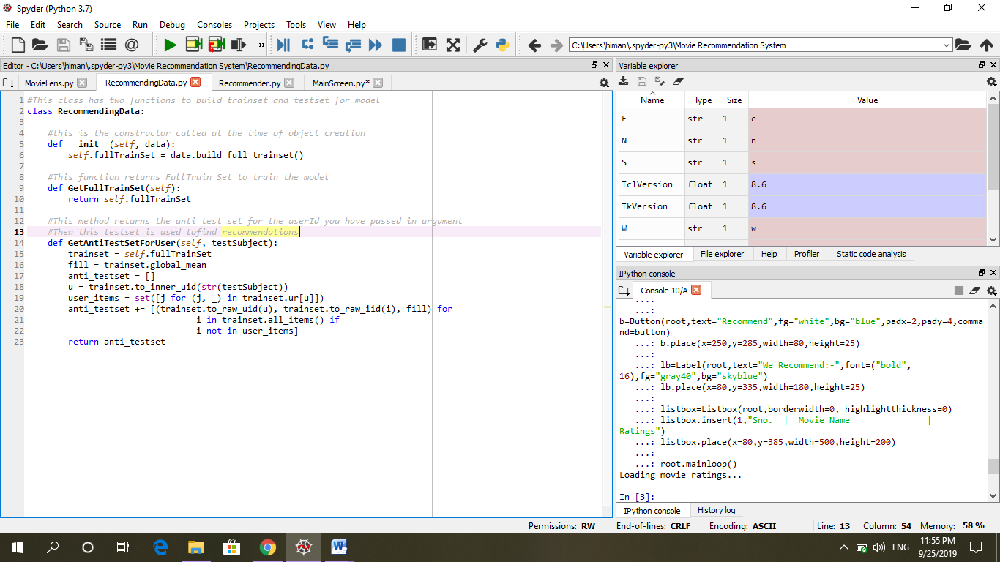 Spyder (Python 3.7)
File Edit Search Source Run Debug Consoles Projects Tools View Help
C:\Users\himan\.spyder-py3\Movie Recommendation System
Editor - C:\Users\himan\.spyder-py3\Movie Recommendation System\RecommendingData.py
MovieLens.py RecommendingData.py Recommender.py MainScreen.py*
1 #This class has two functions to build trainset and testset for model
2 class RecommendingData:
3
4 #this is the constructor called at the time of object creation
5 def __init__(self, data):
6 self.fullTrainSet = data.build_full_trainset()
7
8 #This function returns FullTrain Set to train the model
9 def GetFullTrainSet(self):
10 return self.fullTrainSet
11
12 #This method returns the anti test set for the userId you have passed in argument
13 #Then this testset is used tofind recommendations
14 def GetAntiTestSetForUser(self, testSubject):
15 trainset = self.fullTrainSet
16 fill = trainset.global_mean
17 anti_testset = []
18 u = trainset.to_inner_uid(str(testSubject))
19 user_items = set([j for (j, _) in trainset.ur[u]])
20 anti_testset += [(trainset.to_raw_uid(u), trainset.to_raw_iid(i), fill) for
21 i in trainset.all_items() if
22 i not in user_items]
23 return anti_testset
Variable explorer
Name Type Size Value
E str 1 e
N str 1 n
S str 1 s
TclVersion float 1 8.6
TkVersion float 1 8.6
W str 1 w
Variable explorer File explorer Help Profiler Static code analysis
IPython console
Console 10/A
...:
...:
b=Button(root,text="Recommend",fg="white",bg="blue",padx=2,pady=4,comma
nd=button)
...: b.place(x=250,y=285,width=80,height=25)
...:
...: lb=Label(root,text="We Recommend:-",font=("bold",
16),fg="gray40",bg="skyblue")
...: lb.place(x=80,y=335,width=180,height=25)
...:
...: listbox=Listbox(root,borderwidth=0, highlightthickness=0)
...: listbox.insert(1,"Sno. | Movie Name |
Ratings")
...: listbox.place(x=80,y=385,width=500,height=200)
...:
...: root.mainloop()
Loading movie ratings...
In [3]:
IPython console History log
Permissions: RW End-of-lines: CRLF Encoding: ASCII Line: 13 Column: 54 Memory: 58 %
ENG
11:55 PM
9/25/2019